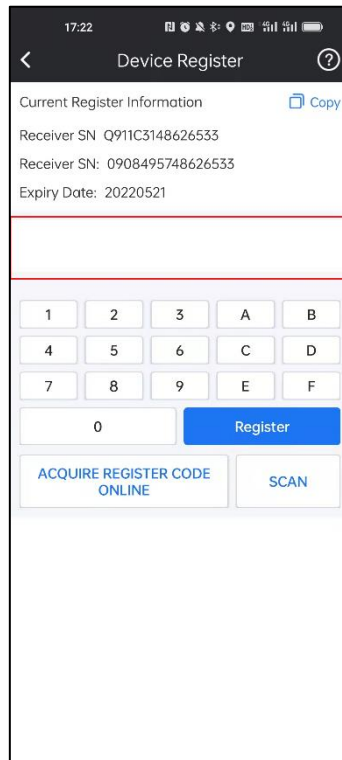 17:22
Device Register
Current Register Information
Copy
Receiver SN Q911C3148626533
Receiver SN: 0908495748626533
Expiry Date: 20220521
1 2 3 A B
4 5 6 C D
7 8 9 E F
0 Register
ACQUIRE REGISTER CODE
ONLINE
SCAN